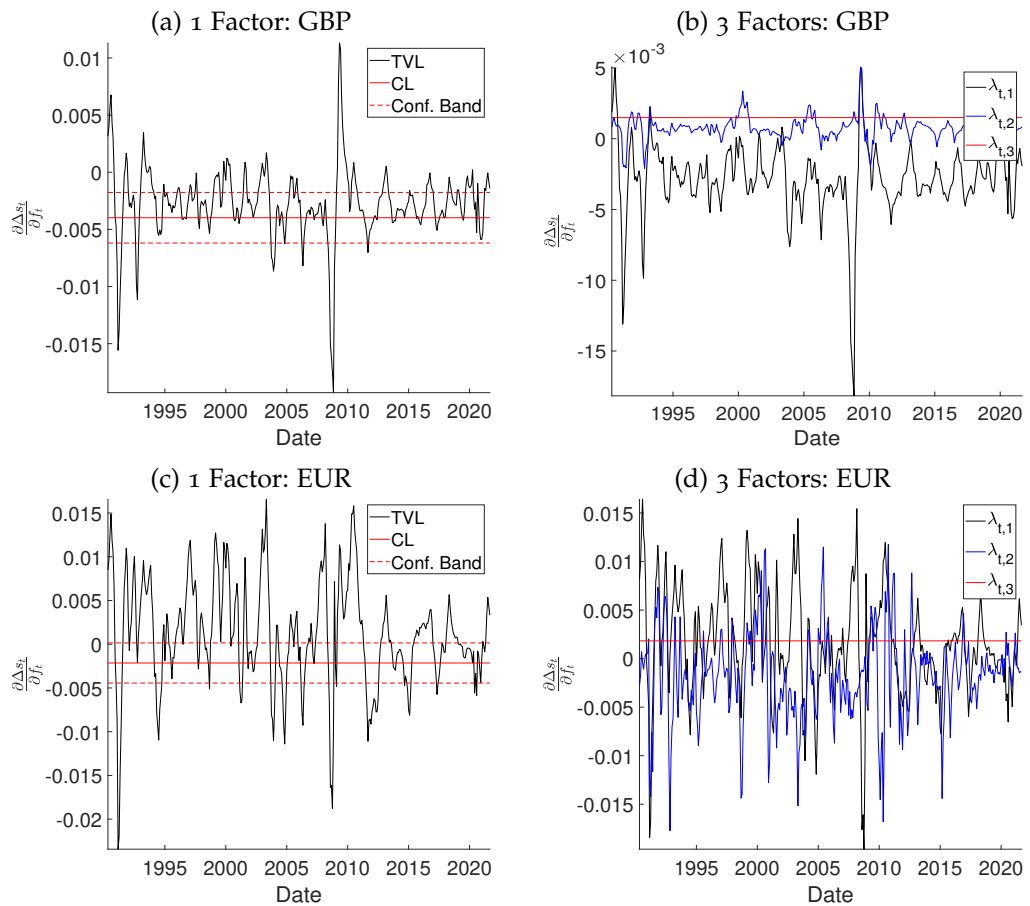 (a) 1 Factor: GBP
0.01
0.005
0
-0.005
-0.01
-0.015
∂Δs_t
∂f_t
TVL
CL
Conf. Band
1995 2000 2005 2010 2015 2020
Date
(b) 3 Factors: GBP
×10^-3
5
0
-5
-10
-15
∂Δs_t
∂f_t
λ_t,1
λ_t,2
λ_t,3
1995 2000 2005 2010 2015 2020
Date
(c) 1 Factor: EUR
0.015
0.01
0.005
0
-0.005
-0.01
-0.015
-0.02
∂Δs_t
∂f_t
TVL
CL
Conf. Band
1995 2000 2005 2010 2015 2020
Date
(d) 3 Factors: EUR
0.015
0.01
0.005
0
-0.005
-0.01
-0.015
∂Δs_t
∂f_t
λ_t,1
λ_t,2
λ_t,3
1995 2000 2005 2010 2015 2020
Date